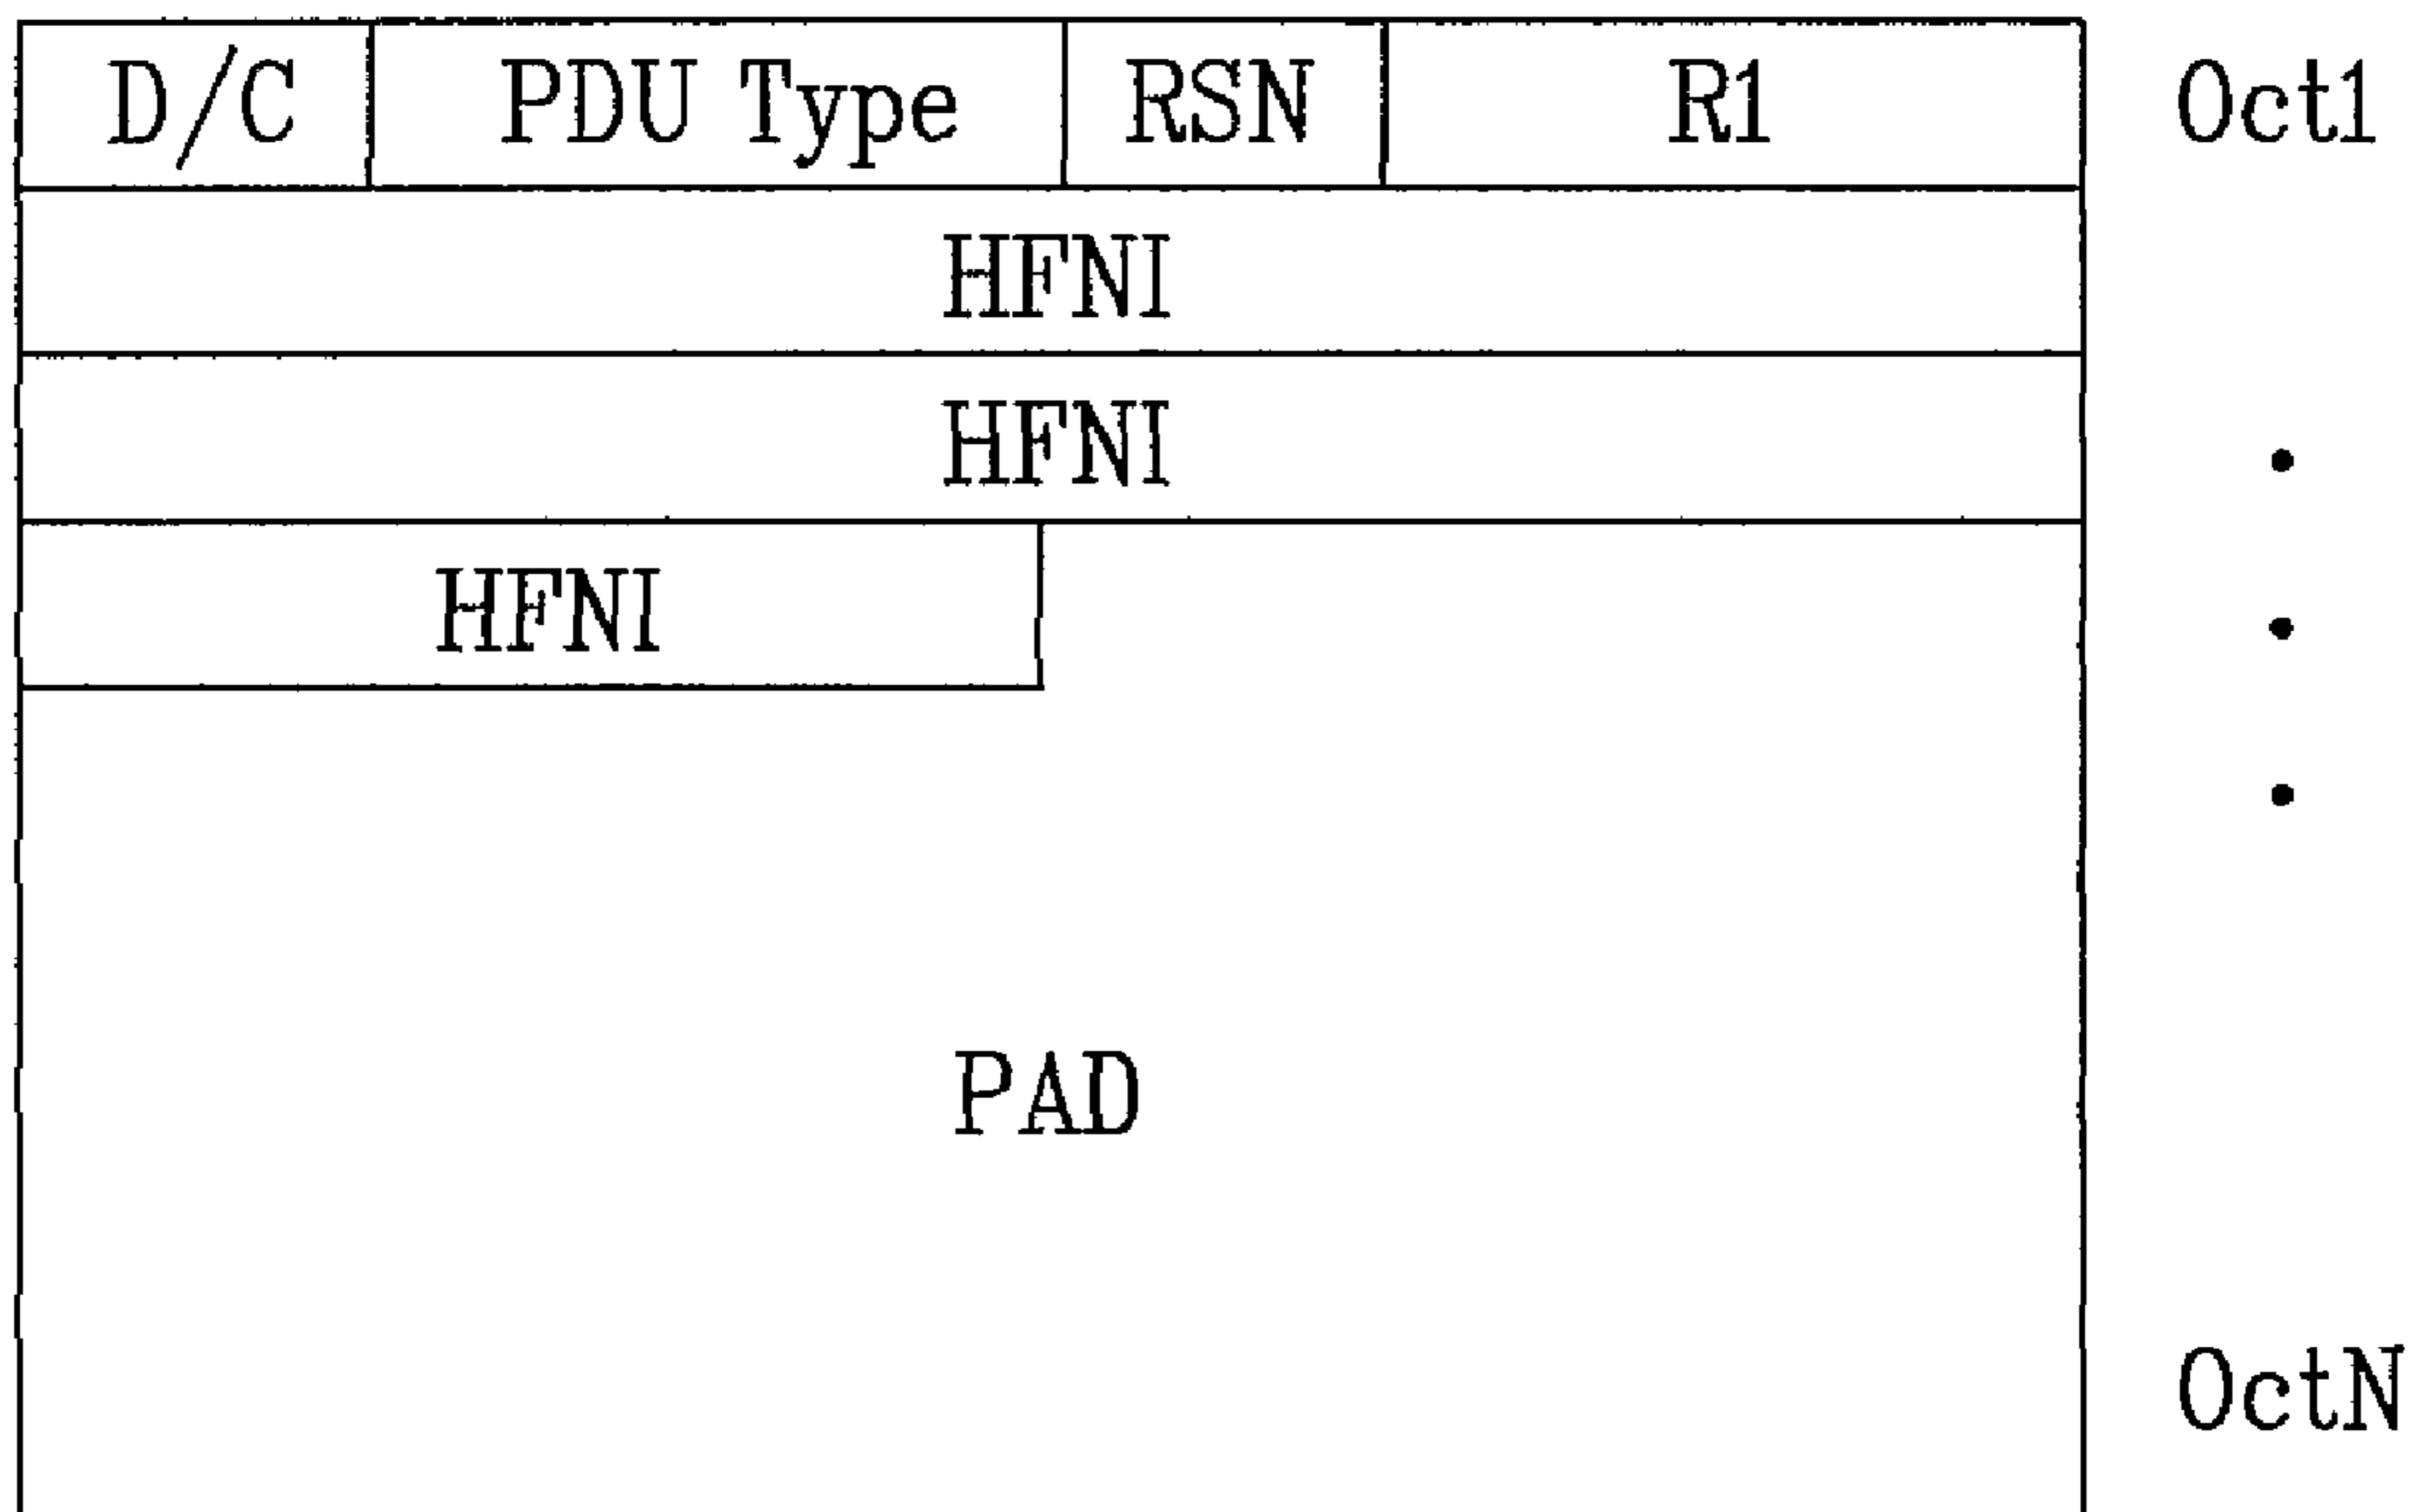 D/C PDU Type RSN R1 Oct1
HFNI
HFNI
HFNI
PAD
OctN